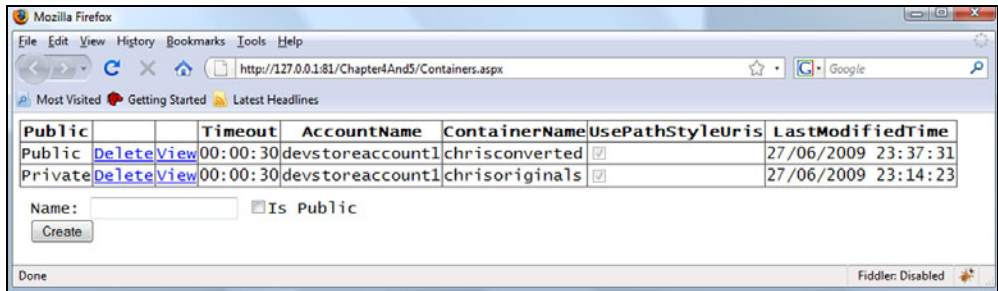 Mozilla Firefox
File Edit View History Bookmarks Tools Help
http://127.0.0.1:81/Chapter4And5/Containers.aspx
G Google
Most Visited Getting Started Latest Headlines
Public Timeout AccountName ContainerName UsePathStyleUris LastModifiedTime
Public Delete View 00:00:30 devstoreaccount1 chrisconverted 27/06/2009 23:37:31
Private Delete View 00:00:30 devstoreaccount1 chrisoriginals 27/06/2009 23:14:23
Name: Is Public
Create
Done Fiddler: Disabled